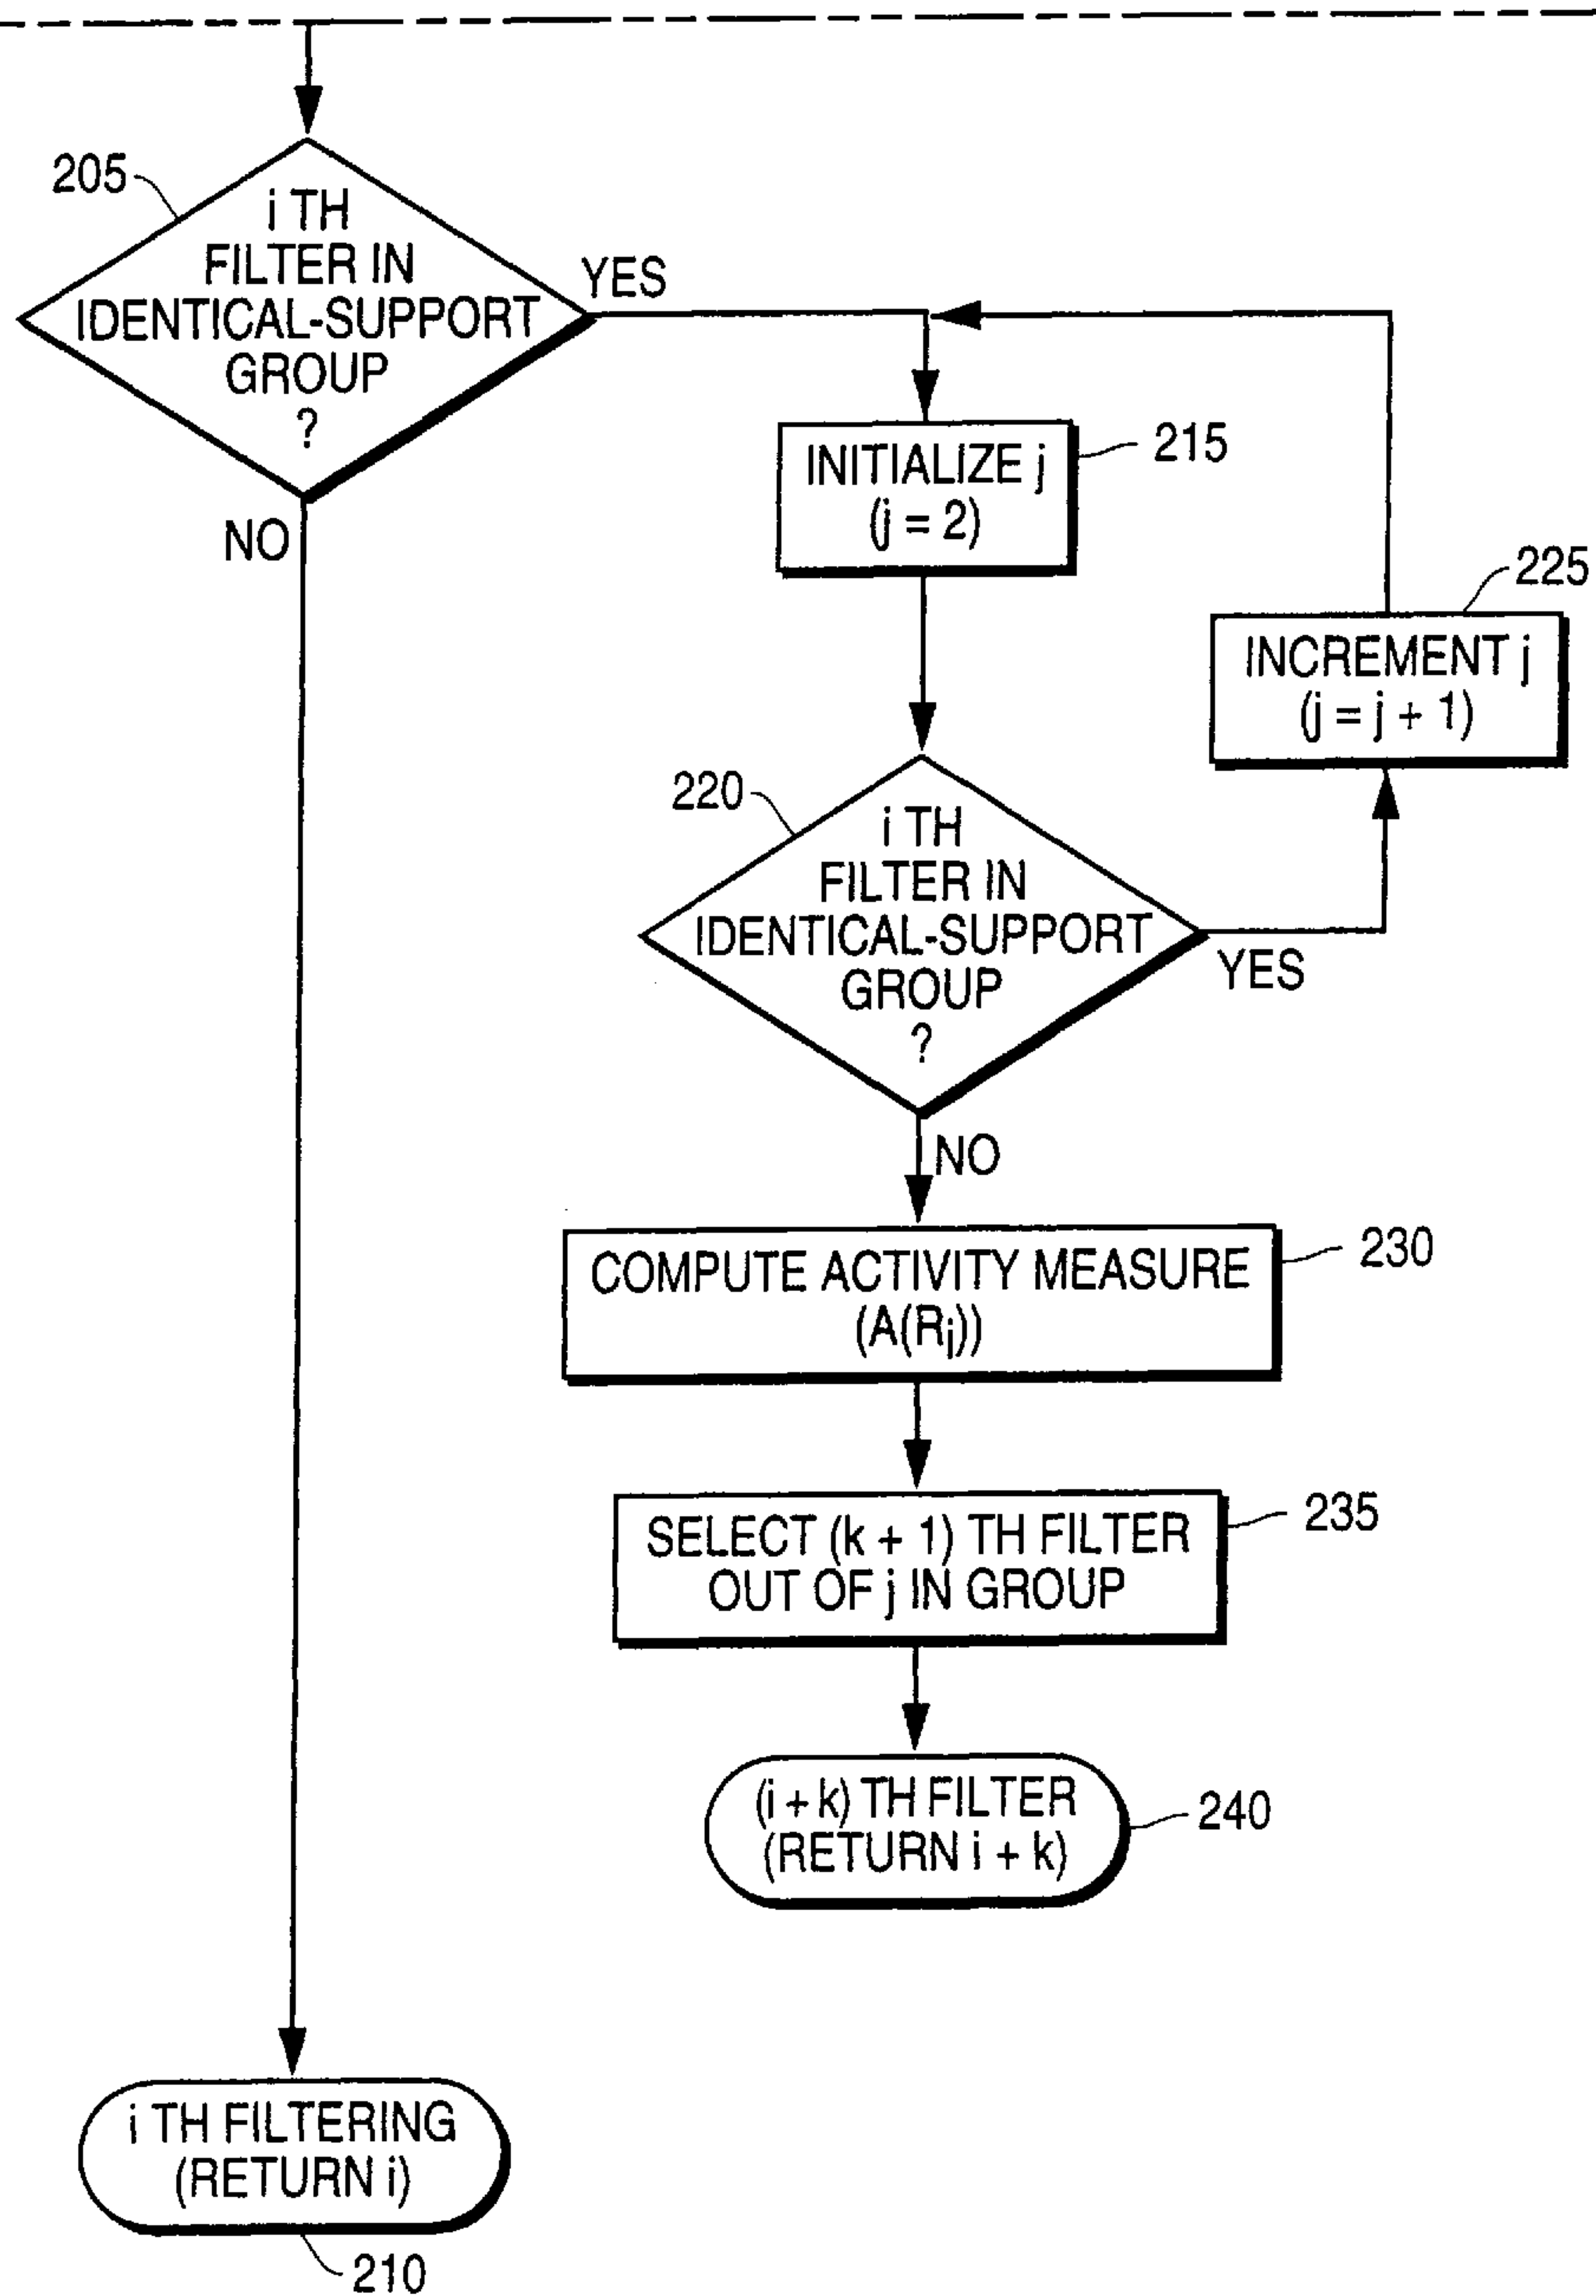 205
i TH
FILTER IN
IDENTICAL-SUPPORT
GROUP
?
YES
NO
INITIALIZE j
(j = 2)
215
225
INCREMENT j
(j = j + 1)
220
i TH
FILTER IN
IDENTICAL-SUPPORT
GROUP
?
YES
NO
COMPUTE ACTIVITY MEASURE
(A(Rj))
230
SELECT (k + 1) TH FILTER
OUT OF j IN GROUP
235
(i + k) TH FILTER
(RETURN i + k)
240
i TH FILTERING
(RETURN i)
210